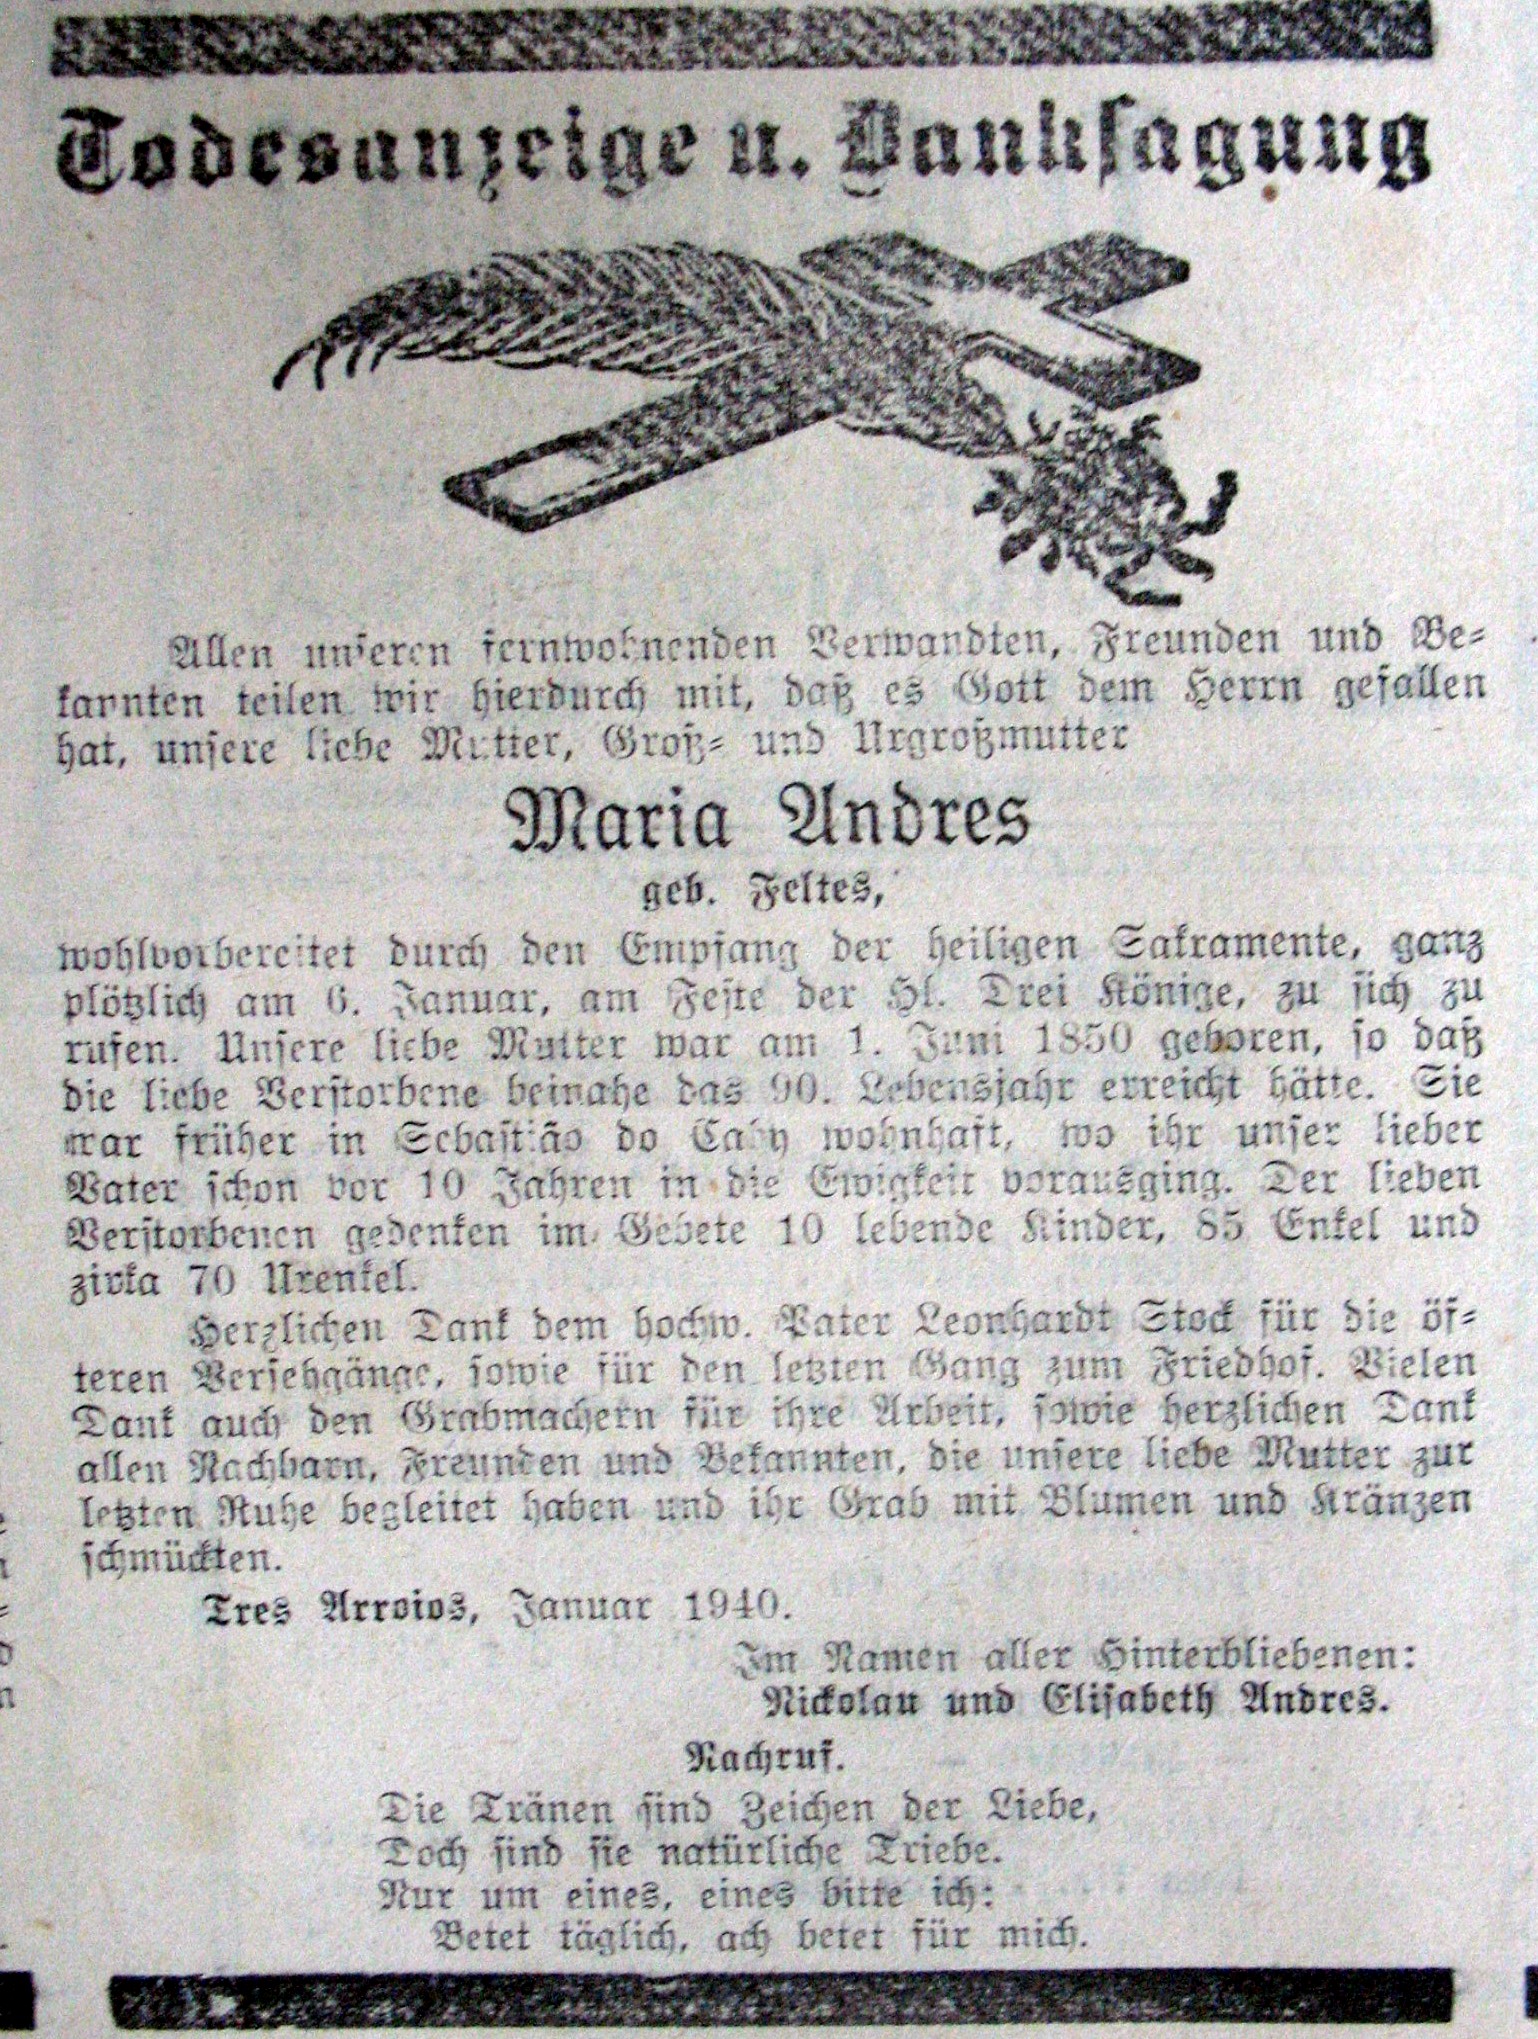 Todesanzeige u. Danksagung
Allen unseren fernwohnenden Verwandten, Freunden und Be-
kannten teilen wir hierdurch mit, daß es Gott dem Herrn gefallen
hat, unsere liebe Mutter, Groß- und Urgroßmutter
Maria Andres
geb. Feltes,
wohlvorbereitet durch den Empfang der heiligen Sakramente, ganz
plötzlich am 6. Januar, am Feste der Hl. Drei Könige, zu sich zu
rufen. Unsere liebe Mutter war am 1. Juni 1850 geboren, so daß
die liebe Verstorbene beinahe das 90. Lebensjahr erreicht hätte. Sie
war früher in Sebastião do Cahy wohnhaft, wo ihr unser lieber
Vater schon vor 10 Jahren in die Ewigkeit vorausging. Der lieben
Verstorbenen gedenken im Gebete 10 lebende Kinder, 85 Enkel und
zirka 70 Urenkel.
Herzlichen Dank dem hochw. Pater Leonhardt Stock für die öf-
teren Versehgänge, sowie für den letzten Gang zum Friedhof. Vielen
Dank auch den Grabmachern für ihre Arbeit, sowie herzlichen Dank
allen Nachbarn, Freunden und Bekannten, die unsere liebe Mutter zur
letzten Ruhe begleitet haben und ihr Grab mit Blumen und Kränzen
schmückten.
Tres Arroios, Januar 1940.
Im Namen aller Hinterbliebenen:
Nickolau und Elisabeth Andres.
Nachruf.
Die Tränen sind Zeichen der Liebe,
Doch sind sie natürliche Triebe.
Nur um eines, eines bitte ich:
Betet täglich, ach betet für mich.